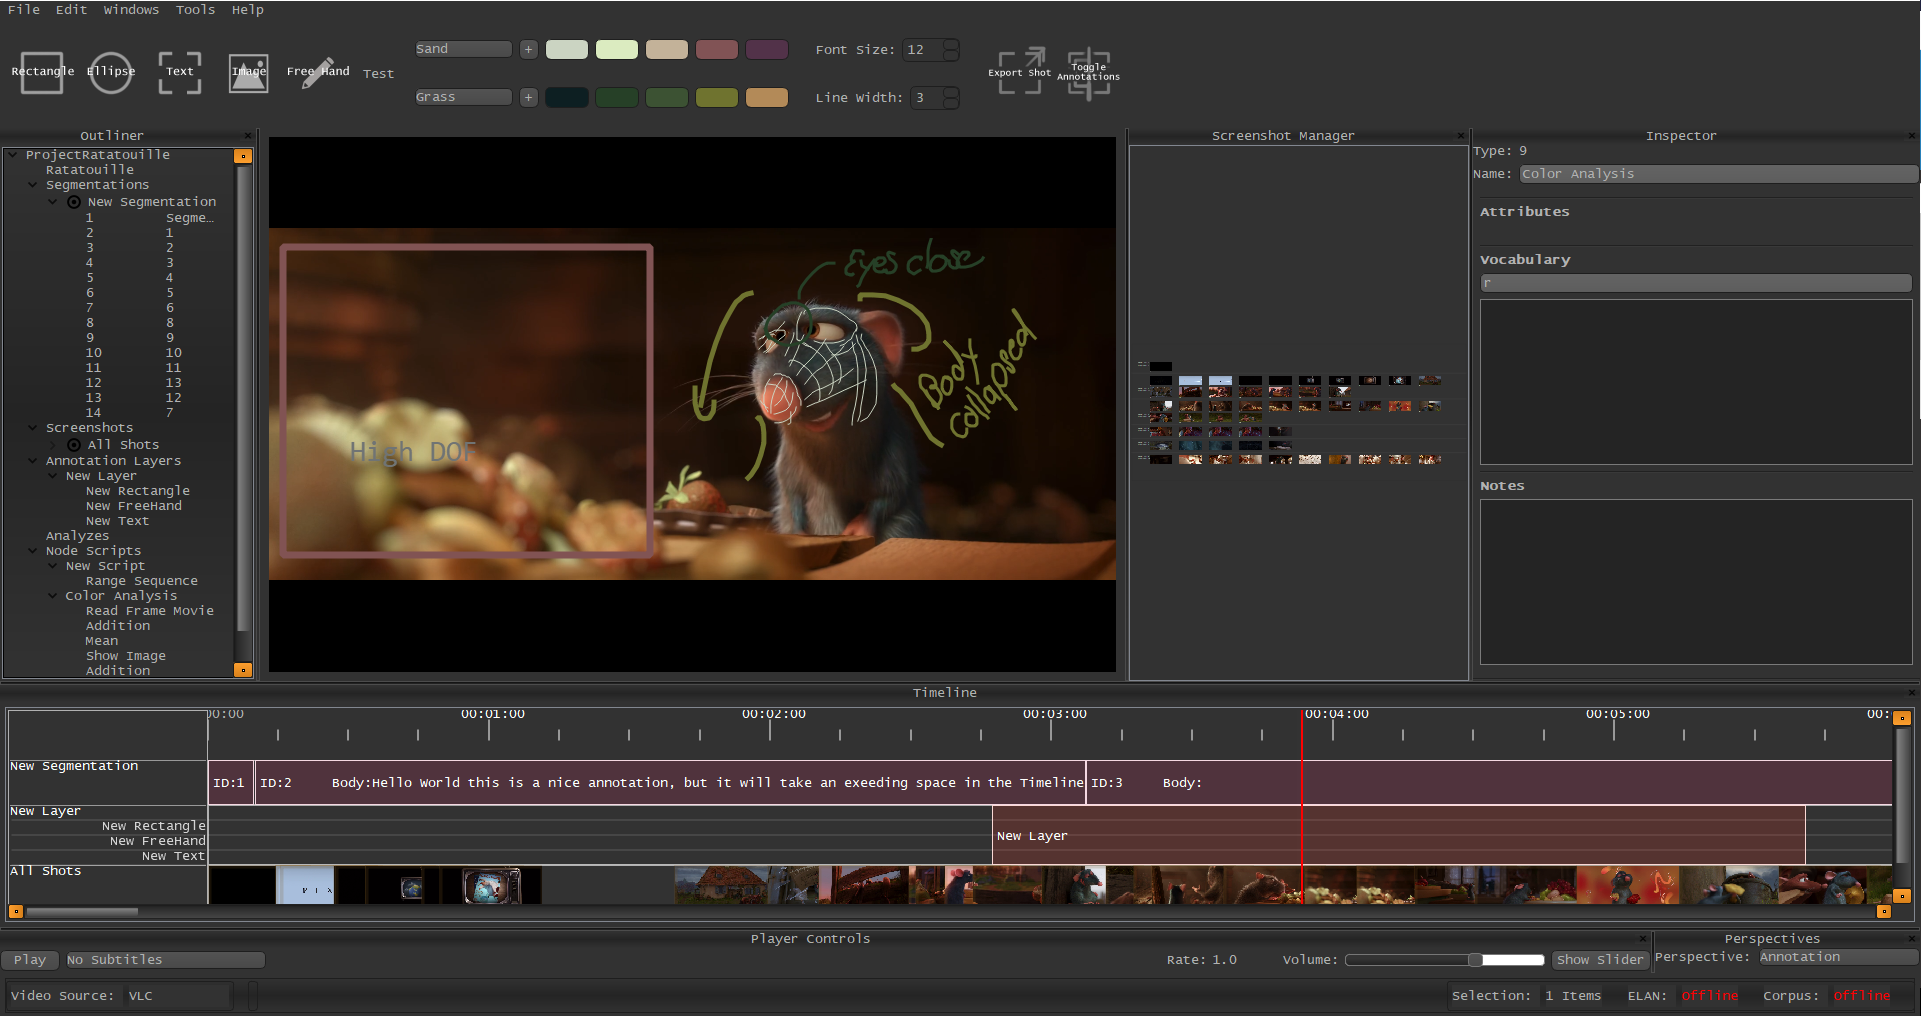 File Edit Windows Tools Help
Rectangle Ellipse Text Image Free Hand Test
Sand + Font Size: 12
Grass + Line Width: 3
Export Shot Toggle Annotations
Outliner
ProjectRatatouille
Ratatouille
Segmentations
New Segmentation
1 Segme…
2 1
3 2
4 3
5 4
6 5
7 6
8 8
9 9
10 10
11 11
12 13
13 12
14 7
Screenshots
All Shots
Annotation Layers
New Layer
New Rectangle
New FreeHand
New Text
Analyzes
Node Scripts
New Script
Range Sequence
Color Analysis
Read Frame Movie
Addition
Mean
Show Image
Addition
Eyes close
Body
collapsed
High DOF
Screenshot Manager
Inspector
Type: 9
Name: Color Analysis
Attributes
Vocabulary
r
Notes
Timeline
00:00 00:01:00 00:02:00 00:03:00 00:04:00 00:05:00 00:
New Segmentation
ID:1 ID:2 Body:Hello World this is a nice annotation, but it will take an exeeding space in the Timeline ID:3 Body:
New Layer
New Rectangle
New FreeHand
New Text
New Layer
All Shots
P I X
Player Controls
Play No Subtitles Rate: 1.0 Volume: Show Slider
Perspectives
Perspective: Annotation
Video Source: VLC Selection: 1 Items ELAN: Offline Corpus: Offline